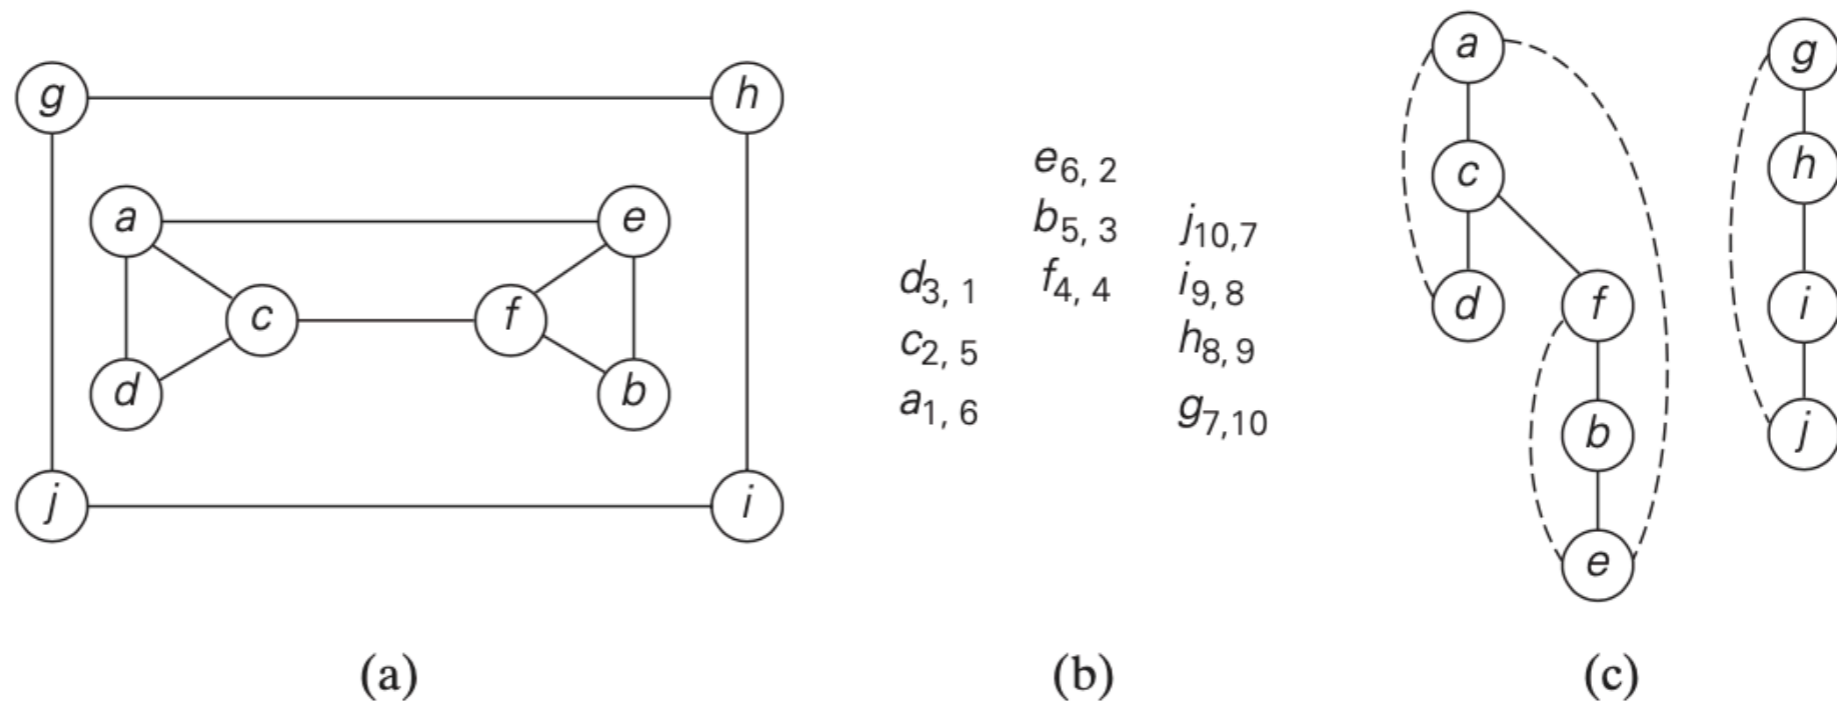 g
h
a
e
c
f
d
b
j
i
(a)
e6, 2
b5, 3
j10,7
d3, 1
f4, 4
i9, 8
c2, 5
h8, 9
a1, 6
g7,10
(b)
a
g
c
h
d
f
i
b
j
e
(c)